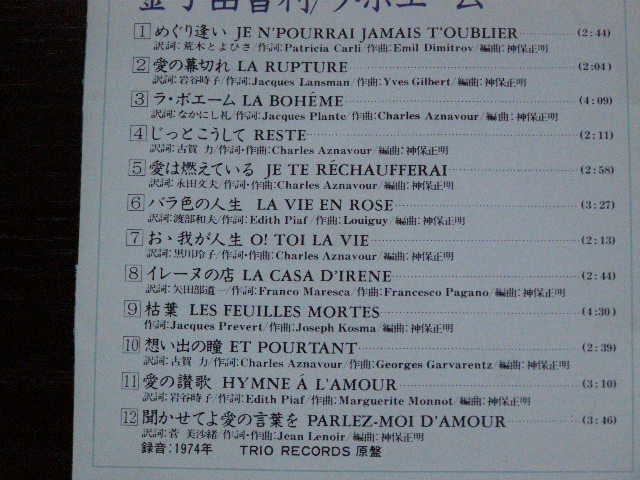 金子由香利/ラ・ボエーム
1 めぐり逢い JE N'POURRAI JAMAIS T'OUBLIER (2:44)
訳詞:荒木とよひさ/作詞:Patricia Carli/作曲:Emil Dimitrov/編曲:神保正明
2 愛の幕切れ LA RUPTURE (2:04)
訳詞:岩谷時子/作詞:Jacques Lansman/作曲:Yves Gilbert/編曲:神保正明
3 ラ・ボエーム LA BOHÉME (4:09)
訳詞:なかにし礼/作詞:Jacques Plante/作曲:Charles Aznavour/編曲:神保正明
4 じっとこうして RESTE (2:11)
訳詞:古賀 力/作詞・作曲:Charles Aznavour/編曲:神保正明
5 愛は燃えている JE TE RÉCHAUFFERAI (2:58)
訳詞:永田文夫/作詞・作曲:Charles Aznavour/編曲:神保正明
6 バラ色の人生 LA VIE EN ROSE (3:27)
訳詞:渡部和夫/作詞:Edith Piaf/作曲:Louiguy/編曲:神保正明
7 おゝ我が人生 O! TOI LA VIE (2:13)
訳詞:黒川玲子/作詞・作曲:Charles Aznavour/編曲:神保正明
8 イレーヌの店 LA CASA D'IRENE (2:44)
訳詞:矢田部道一/作詞:Franco Maresca/作曲:Francesco Pagano/編曲:神保正明
9 枯葉 LES FEUILLES MORTES (4:30)
作詞:Jacques Prevert/作曲:Joseph Kosma/編曲:神保正明
10 想い出の瞳 ET POURTANT (2:39)
訳詞:古賀 力/作詞:Charles Aznavour/作曲:Georges Garvarentz/編曲:神保正明
11 愛の讃歌 HYMNE Á L'AMOUR (3:10)
訳詞:岩谷時子/作詞:Edith Piaf/作曲:Marguerite Monnot/編曲:神保正明
12 聞かせてよ愛の言葉を PARLEZ-MOI D'AMOUR (3:46)
訳詞:菅 美沙緒/作詞・作曲:Jean Lenoir/編曲:神保正明
録音:1974年 TRIO RECORDS 原盤